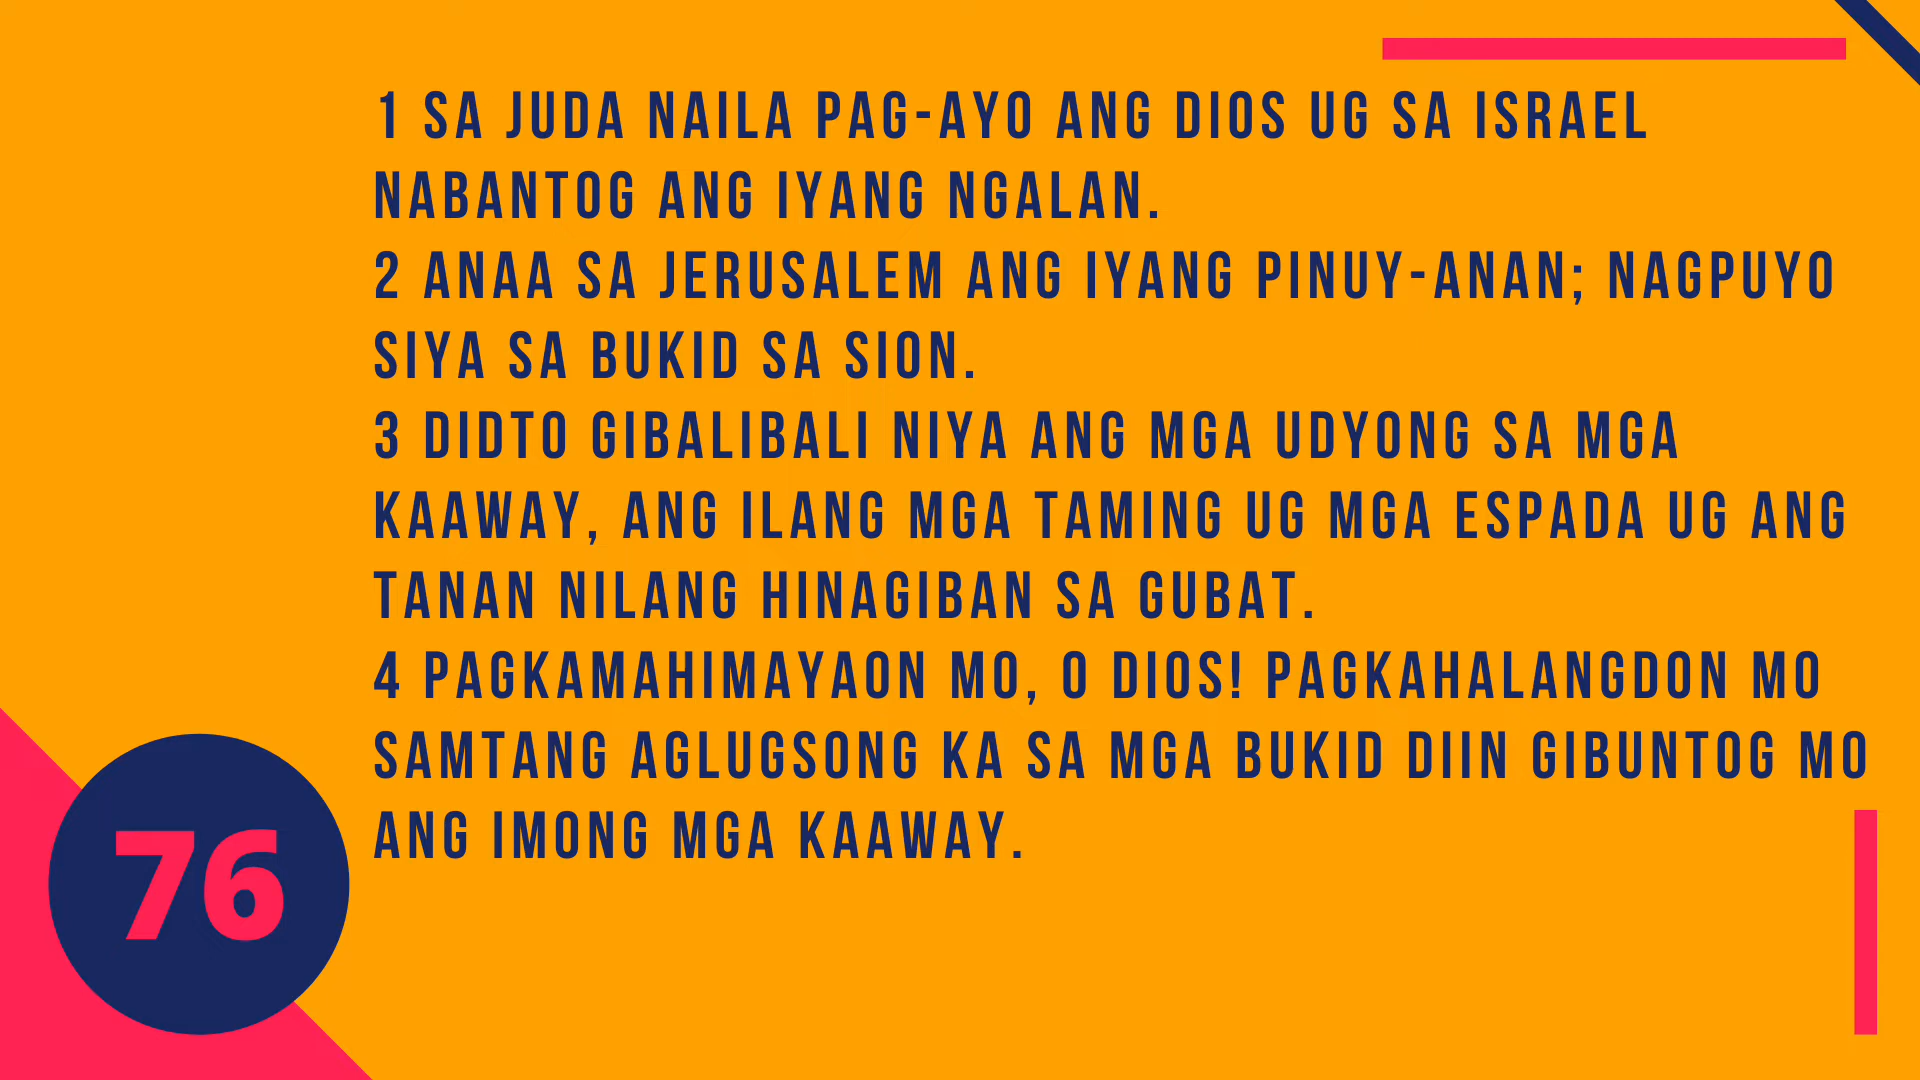 1 SA JUDA NAILA PAG-AYO ANG DIOS UG SA ISRAEL
NABANTOG ANG IYANG NGALAN.
2 ANAA SA JERUSALEM ANG IYANG PINUY-ANAN; NAGPUYO
SIYA SA BUKID SA SION.
3 DIDTO GIBALIBALI NIYA ANG MGA UDYONG SA MGA
KAAWAY, ANG ILANG MGA TAMING UG MGA ESPADA UG ANG
TANAN NILANG HINAGIBAN SA GUBAT.
4 PAGKAMAHIMAYAON MO, O DIOS! PAGKAHALANGDON MO
SAMTANG AGLUGSONG KA SA MGA BUKID DIIN GIBUNTOG MO
ANG IMONG MGA KAAWAY.
76